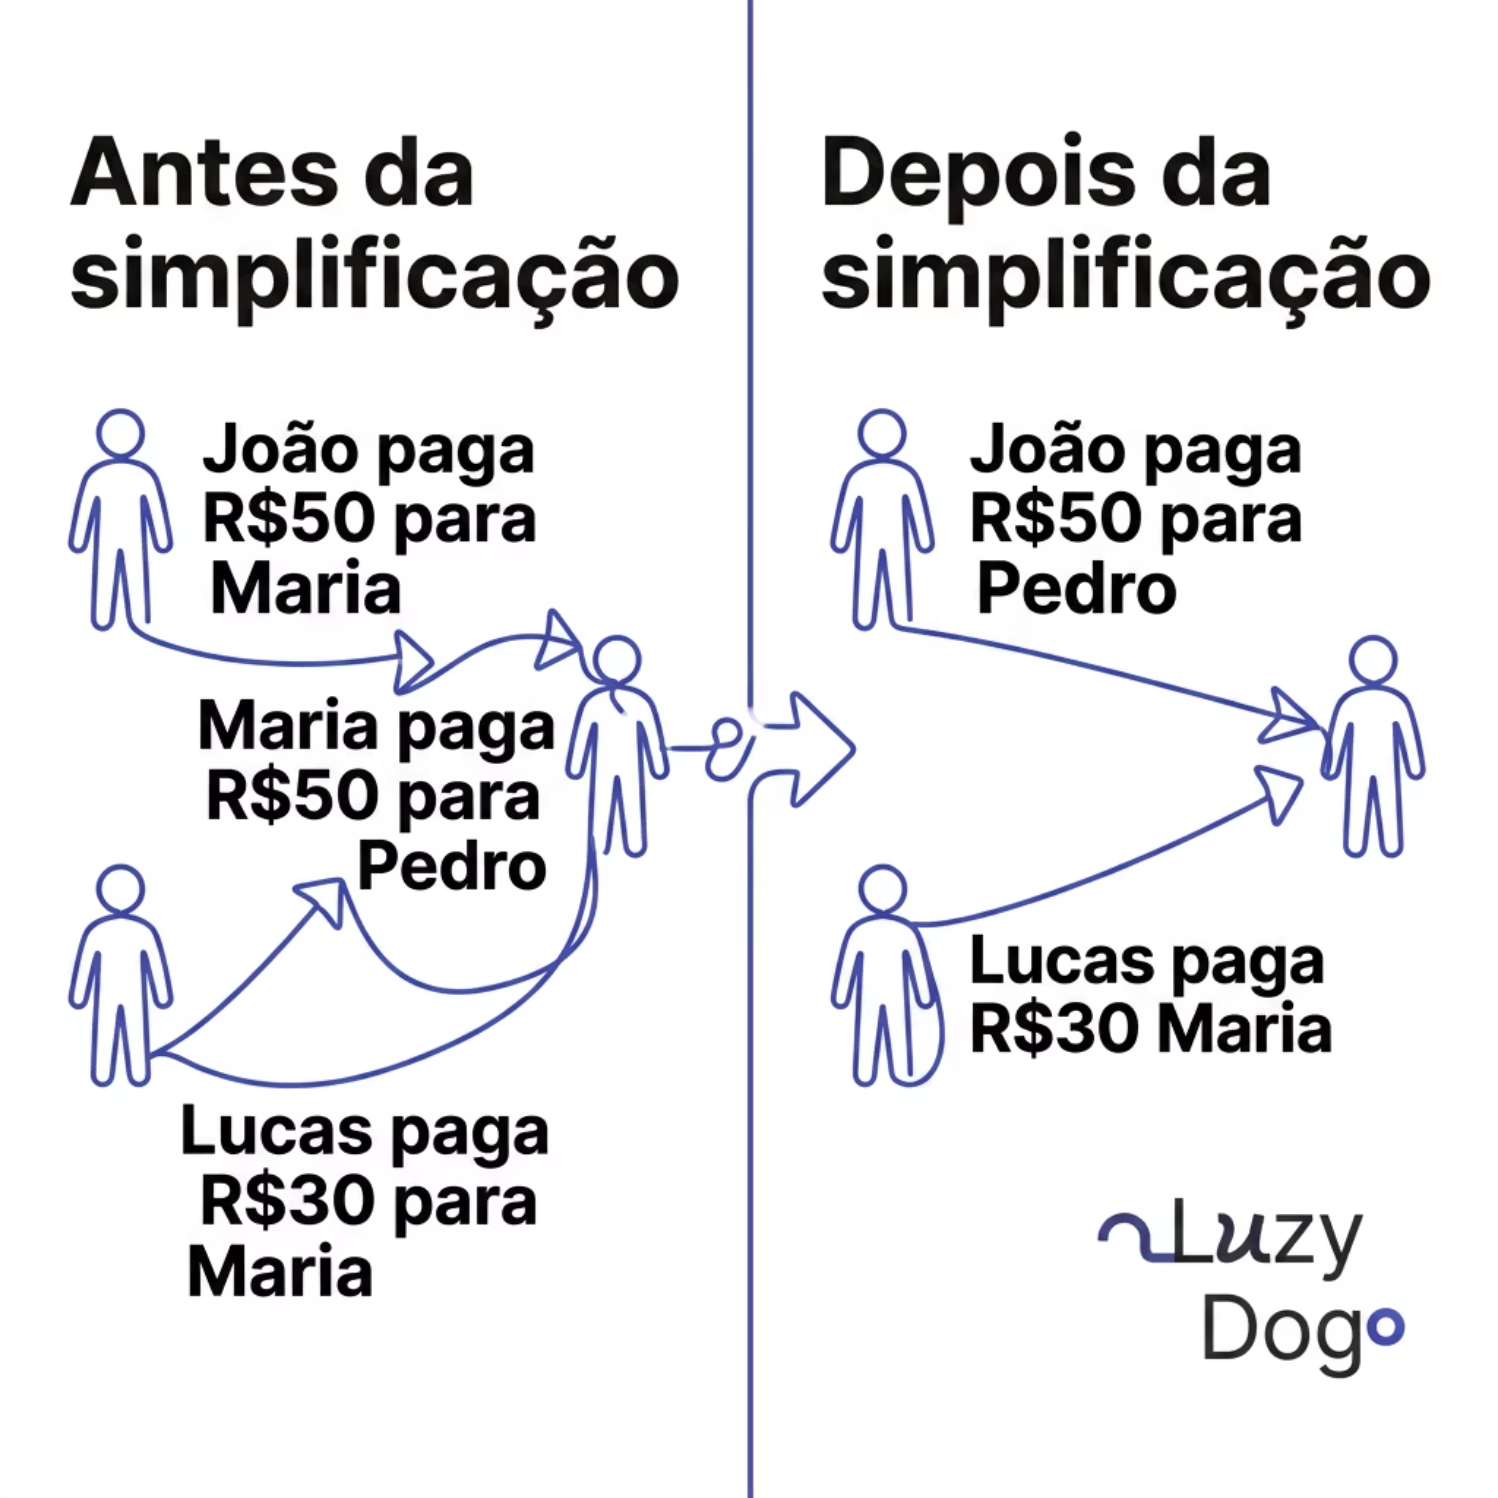 Antes da
simplificação
João paga
R$50 para
Maria
Maria paga
R$50 para
Pedro
Lucas paga
R$30 para
Maria
Depois da
simplificação
João paga
R$50 para
Pedro
Lucas paga
R$30 Maria
Luzy
Dogo